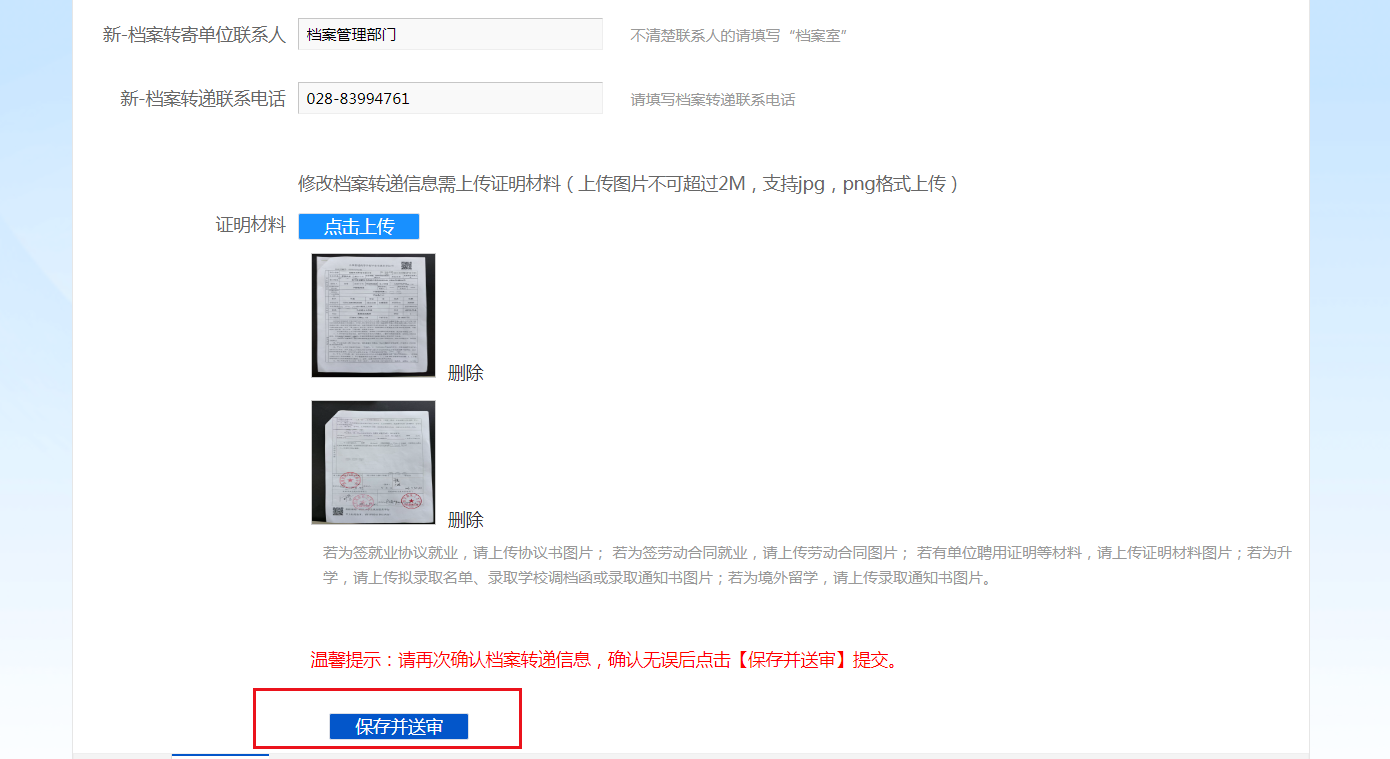 新-档案转寄单位联系人 档案管理部门 不清楚联系人的请填写“档案室”
新-档案转递联系电话 028-83994761 请填写档案转递联系电话
修改档案转递信息需上传证明材料（上传图片不可超过2M，支持jpg，png格式上传）
证明材料 点击上传
删除
删除
若为签就业协议就业，请上传协议书图片； 若为签劳动合同就业，请上传劳动合同图片； 若有单位聘用证明等材料，请上传证明材料图片；若为升
学，请上传拟录取名单、录取学校调档函或录取通知书图片；若为境外留学，请上传录取通知书图片。
温馨提示：请再次确认档案转递信息，确认无误后点击【保存并送审】提交。
保存并送审